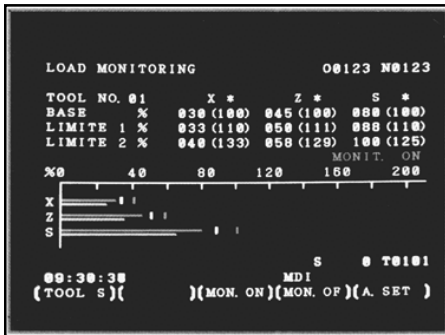 LOAD MONITORING O0123 N0123
TOOL NO. 01 X * Z * S *
BASE % 030 (100) 045 (100) 080 (100)
LIMITE 1 % 033 (110) 050 (111) 088 (110)
LIMITE 2 % 040 (133) 058 (129) 100 (125)
MONIT. ON
%0 40 80 120 160 200
X
Z
S
S 0 T0101
09:30:30 MDI
(TOOL S)( )(MON. ON)(MON. OF)(A. SET )